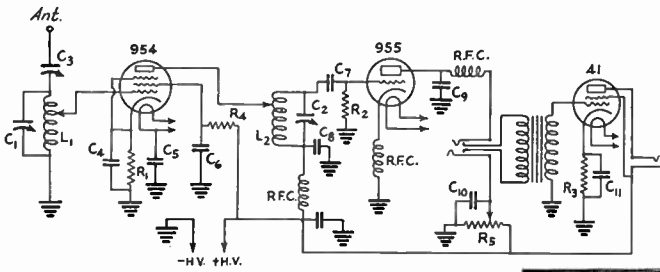 Ant.
C3
954
955
R.F.C.
41
C7
C9
C1
L1
C4
R1
C5
C6
R4
L2
C2
C8
R2
R.F.C.
R.F.C.
C10
R5
R3
C11
-H.V.
+H.V.